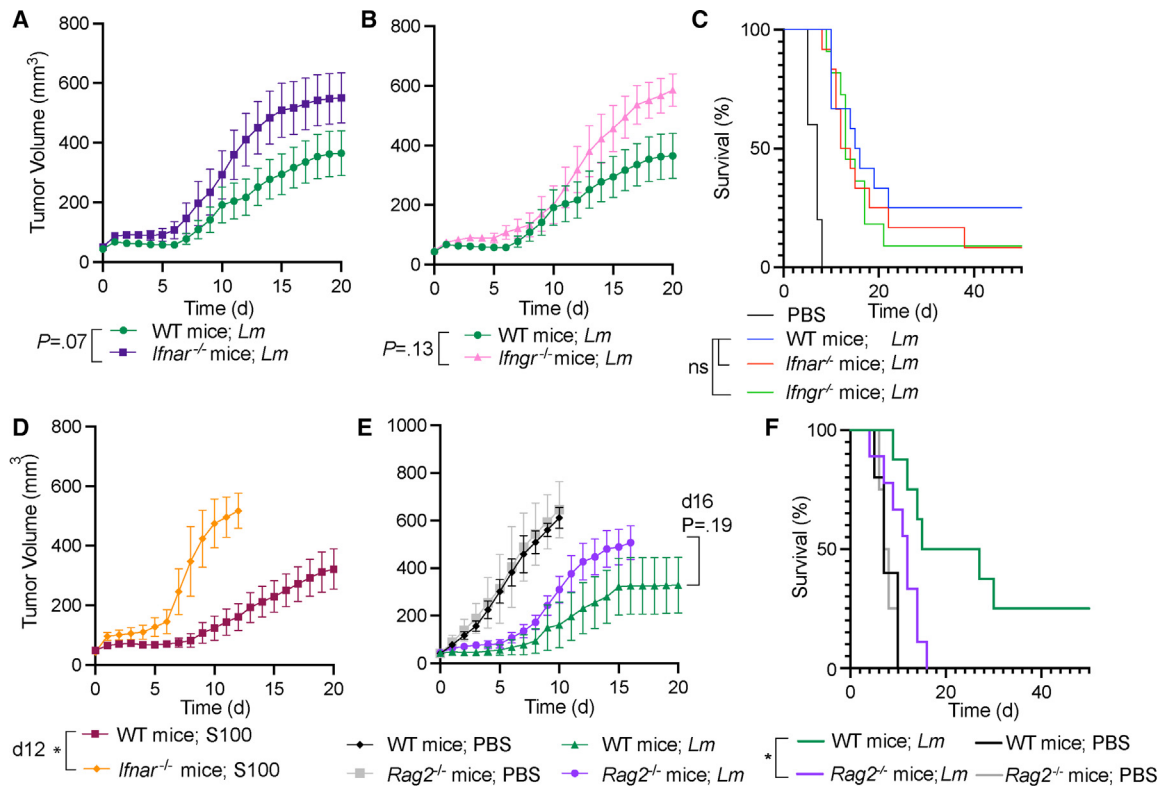 A
Tumor Volume (mm³)
800
600
400
200
0
0 5 10 15 20
Time (d)
P=.07
WT mice; Lm
Ifnar⁻/⁻ mice; Lm
B
800
600
400
200
0
0 5 10 15 20
Time (d)
P=.13
WT mice; Lm
Ifngr⁻/⁻ mice; Lm
C
Survival (%)
100
50
0
0 20 40
Time (d)
PBS
WT mice; Lm
ns
Ifnar⁄⁻ mice; Lm
Ifngr⁻/⁻ mice; Lm
D
Tumor Volume (mm³)
800
600
400
200
0
0 5 10 15 20
Time (d)
d12 *
WT mice; S100
Ifnar⁻/⁻ mice; S100
E
1000
800
600
400
200
0
0 5 10 15 20
Time (d)
d16
P=.19
WT mice; PBS
WT mice; Lm
Rag2⁻/⁻ mice; PBS
Rag2⁻/⁻ mice; Lm
F
Survival (%)
100
50
0
0 20 40
Time (d)
*
WT mice; Lm
WT mice; PBS
Rag2⁻/⁻ mice; Lm
Rag2⁻/⁻ mice; PBS